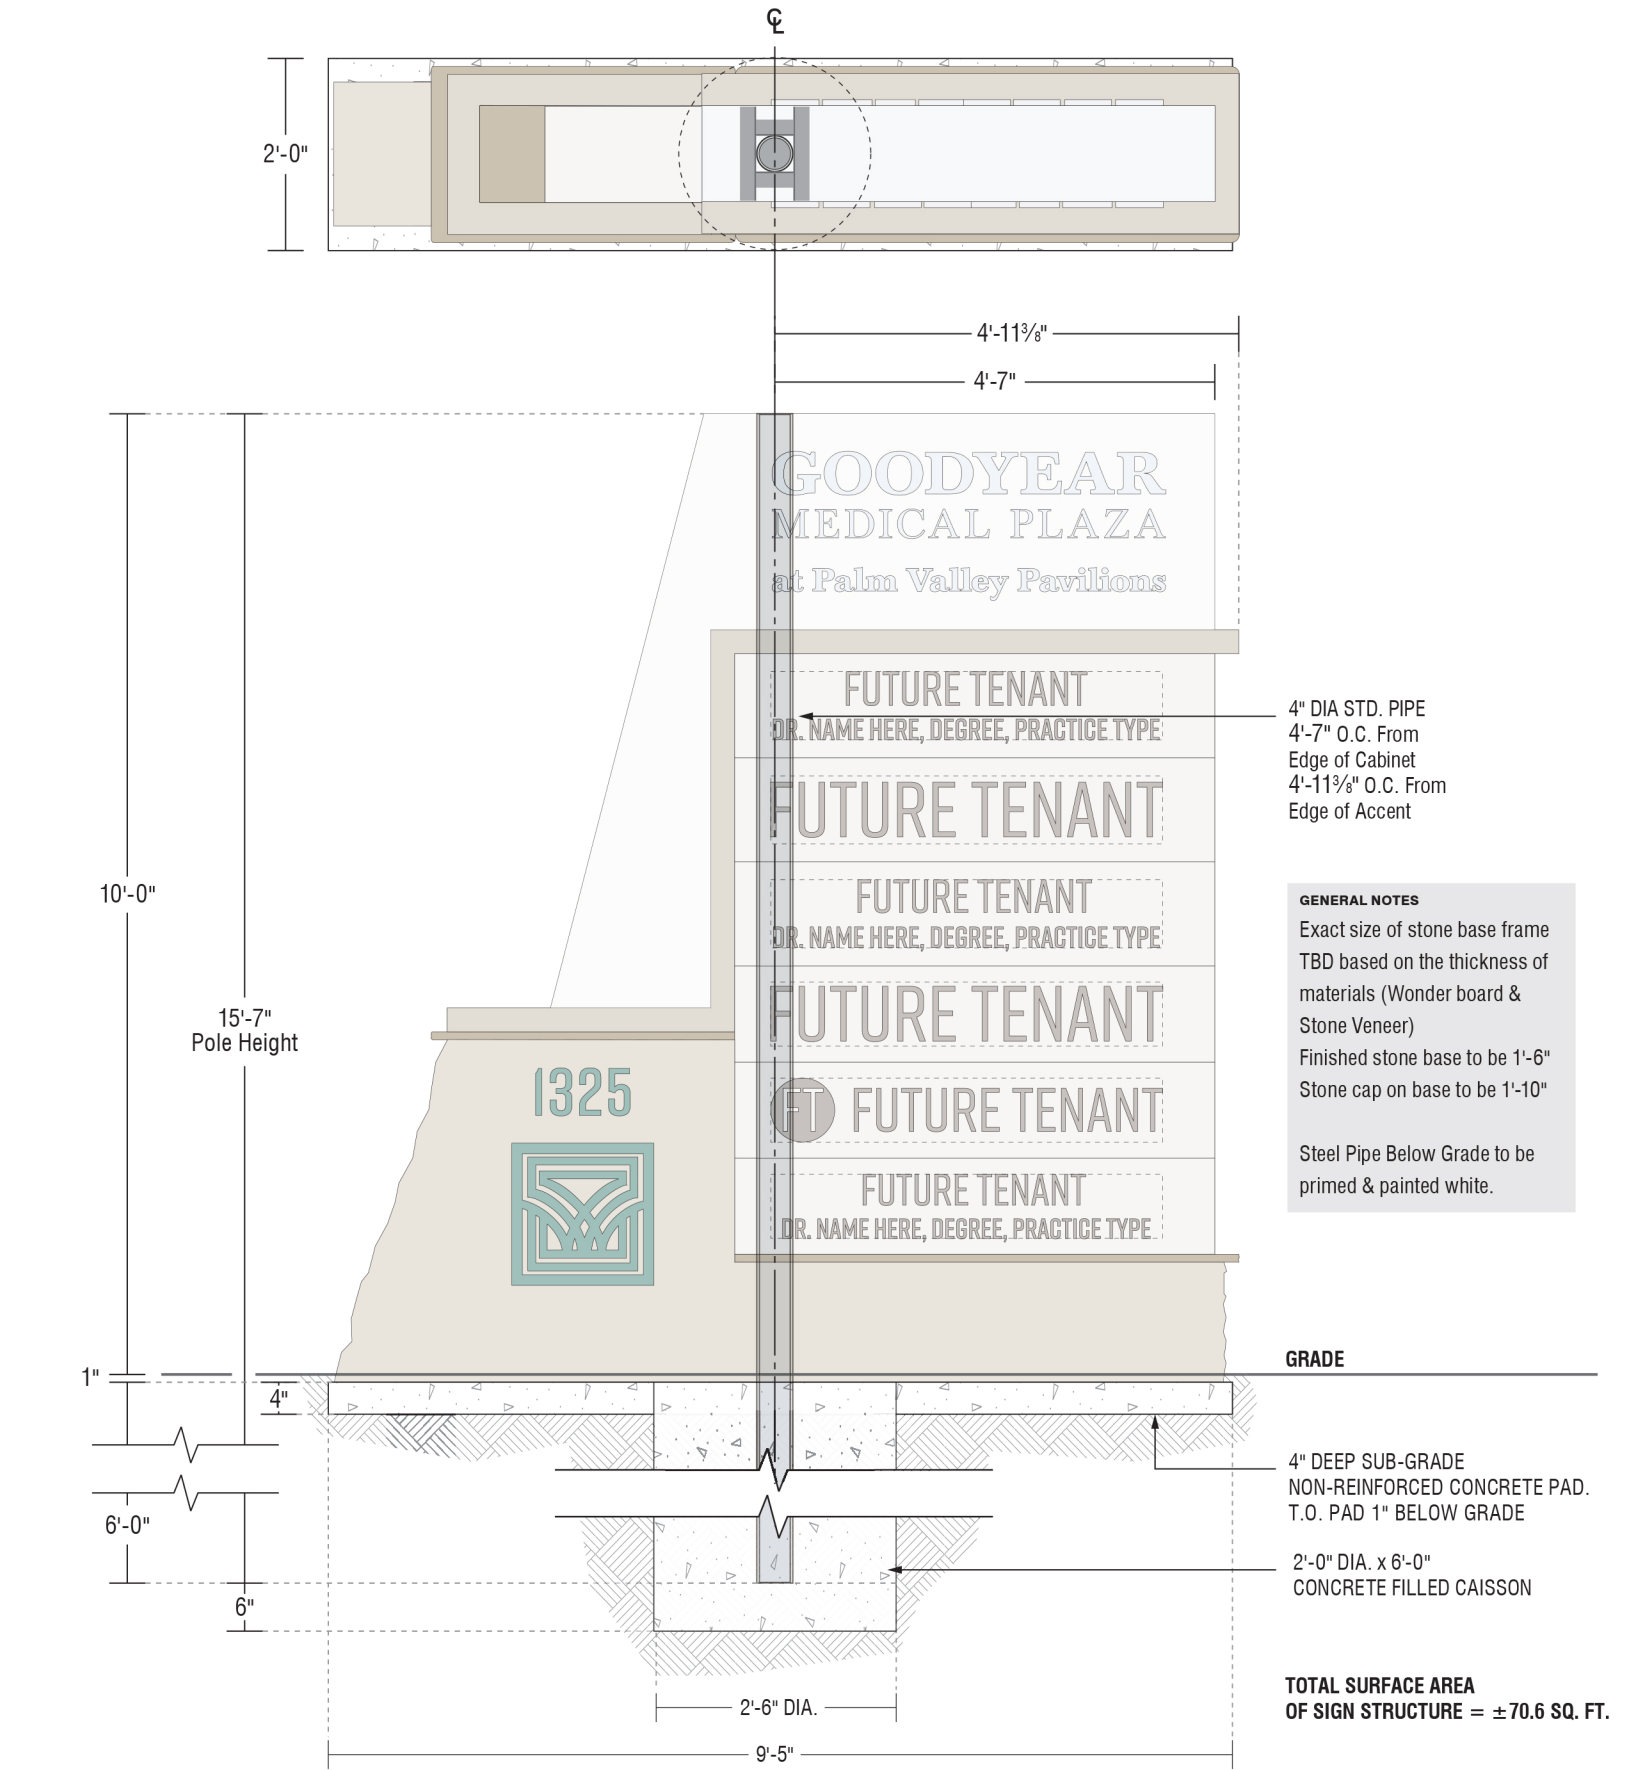 ℄
2'-0"
4'-11⅜"
4'-7"
GOODYEAR
MEDICAL PLAZA
at Palm Valley Pavilions
FUTURE TENANT
DR. NAME HERE, DEGREE, PRACTICE TYPE
FUTURE TENANT
FUTURE TENANT
DR. NAME HERE, DEGREE, PRACTICE TYPE
FUTURE TENANT
FT FUTURE TENANT
FUTURE TENANT
DR. NAME HERE, DEGREE, PRACTICE TYPE
1325
4" DIA STD. PIPE
4'-7" O.C. From
Edge of Cabinet
4'-11⅜" O.C. From
Edge of Accent
10'-0"
15'-7"
Pole Height
GENERAL NOTES
Exact size of stone base frame
TBD based on the thickness of
materials (Wonder board &
Stone Veneer)
Finished stone base to be 1'-6"
Stone cap on base to be 1'-10"
Steel Pipe Below Grade to be
primed & painted white.
GRADE
1"
4"
4" DEEP SUB-GRADE
NON-REINFORCED CONCRETE PAD.
T.O. PAD 1" BELOW GRADE
6'-0"
2'-0" DIA. x 6'-0"
CONCRETE FILLED CAISSON
6"
TOTAL SURFACE AREA
OF SIGN STRUCTURE = ±70.6 SQ. FT.
2'-6" DIA.
9'-5"